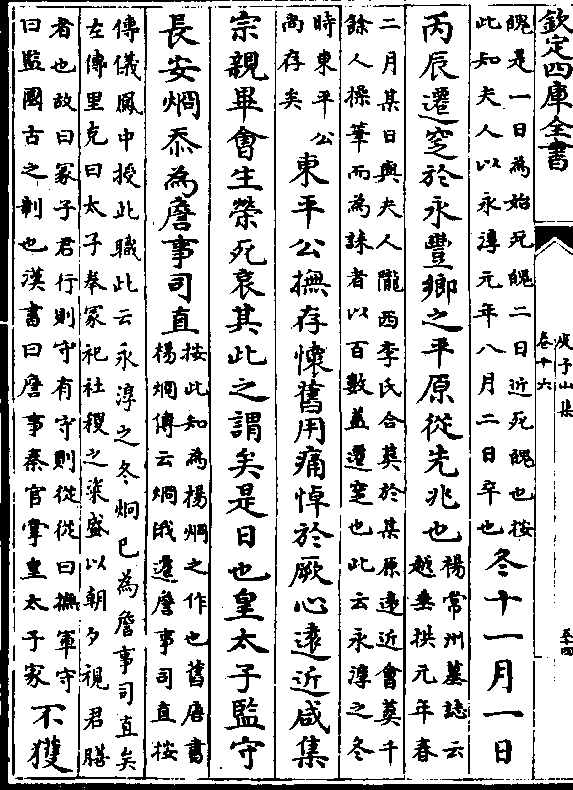 欽定四庫全書
庾子山集
卷十六
魄是一日為始死魄二日近死魄也按
此知夫人以永淳元年八月二日卒也
冬十一月一日
丙辰遷窆於永豐鄉之平原從先兆也
楊常州墓誌云
越垂拱元年春
二月某日與夫人隴西李氏合葬於某原遠近會葬千
餘人操筆而為誄者以百數蓋遷窆也此云永淳之冬
時東平公
尚存矣
東平公撫存懷舊用痛悼於厥心遠近咸集
宗親畢會生榮死哀其此之謂矣是日也皇太子監守
長安烱忝為詹事司直
按此知為楊烱之作也舊唐書
楊烱傳云烱俄遷詹事司直按
傳儀鳳中授此職此云永淳之冬烱已為詹事司直矣
左傳里克曰太子奉冢祀社稷之粢盛以朝夕視君膳
者也故曰冢子君行則守有守則從從曰撫軍守
曰監國古之制也漢書曰詹事秦官掌皇太子家
不獲